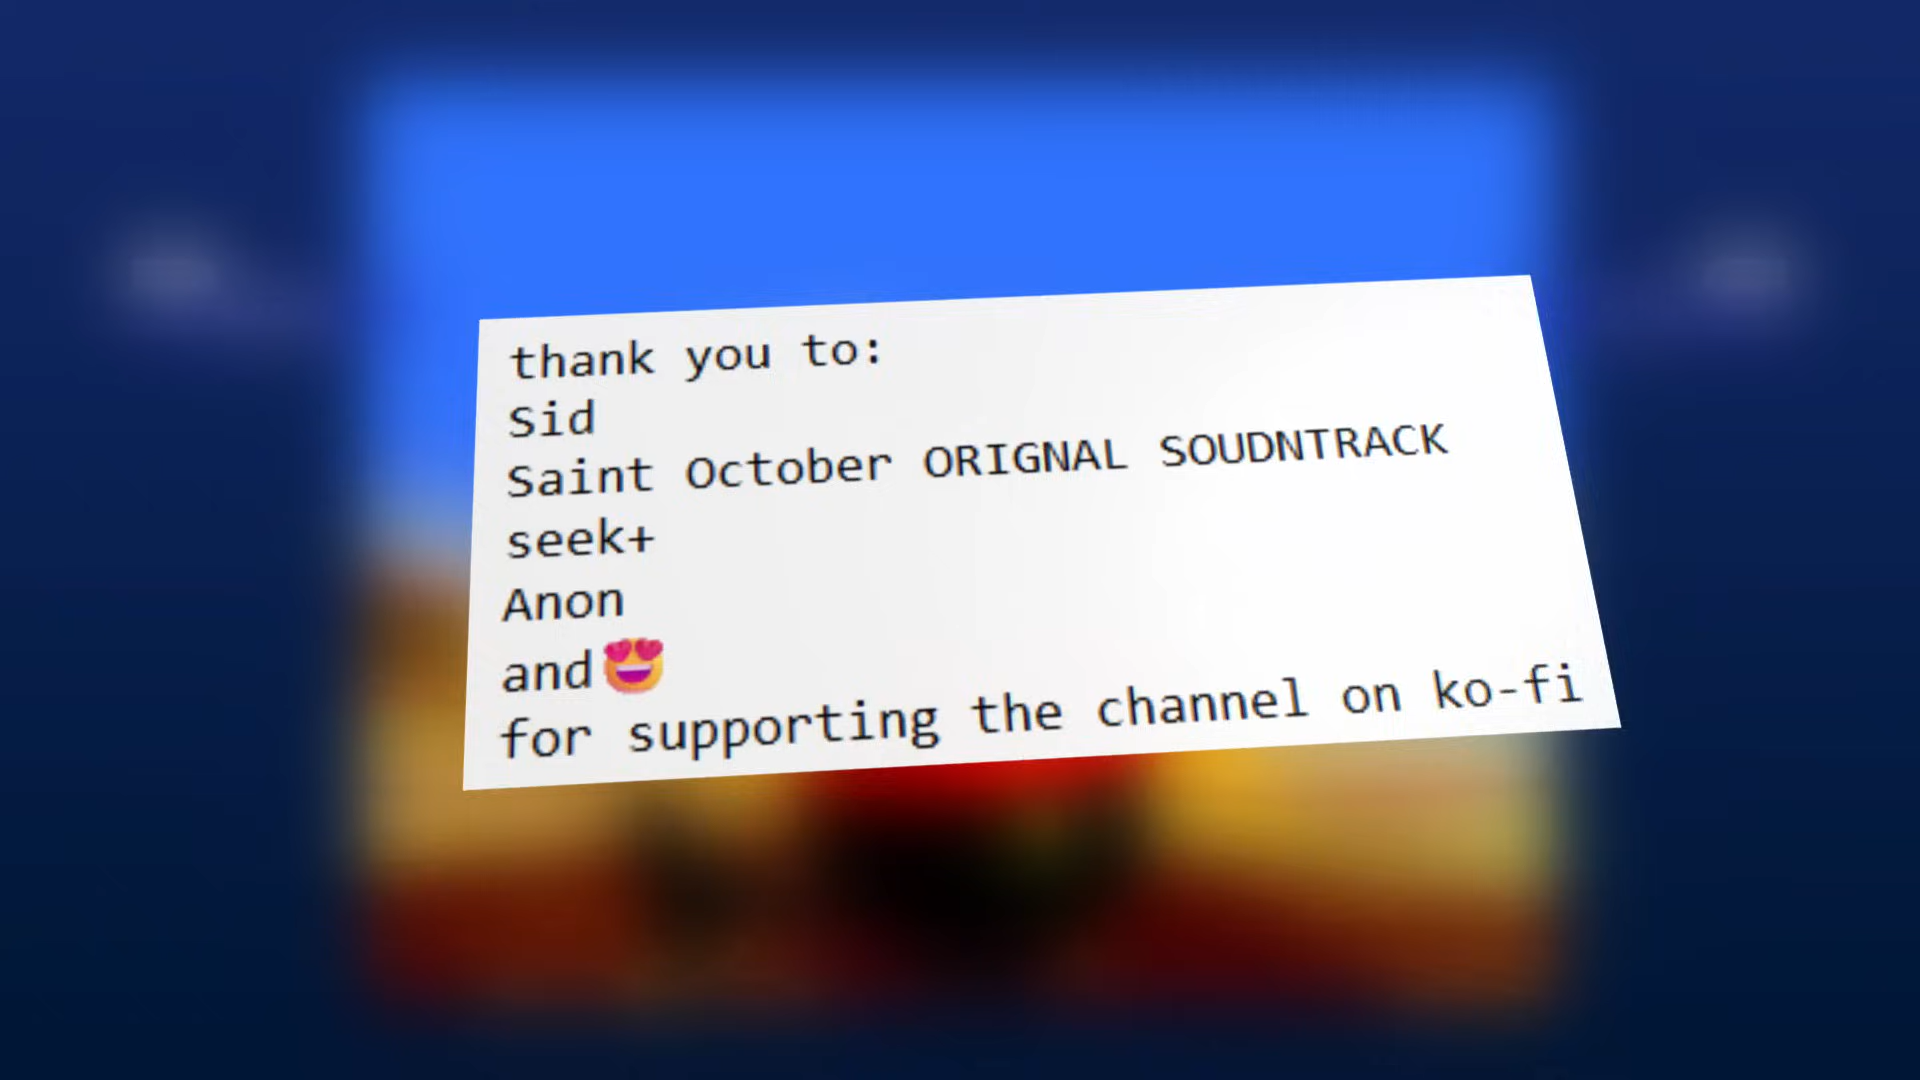 thank you to:
Sid
Saint October ORIGNAL SOUDNTRACK
seek+
Anon
and😍
for supporting the channel on ko-fi